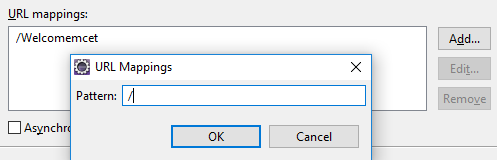 URL mappings:
/Welcomemcet
Add...
URL Mappings
Edit...
Pattern: /
Remove
Asynchro
OK Cancel